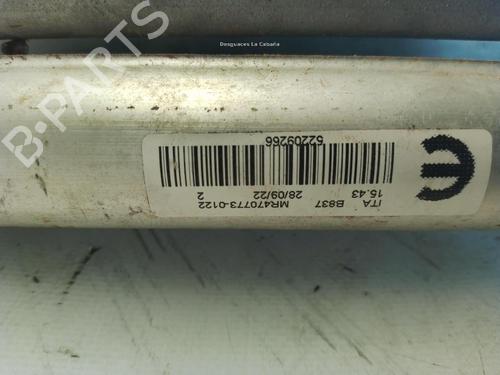 Desguaces La Cabaña
B-PARTS
ITA B837
15.43
MR470773-0122
28/09/22
2
52209266